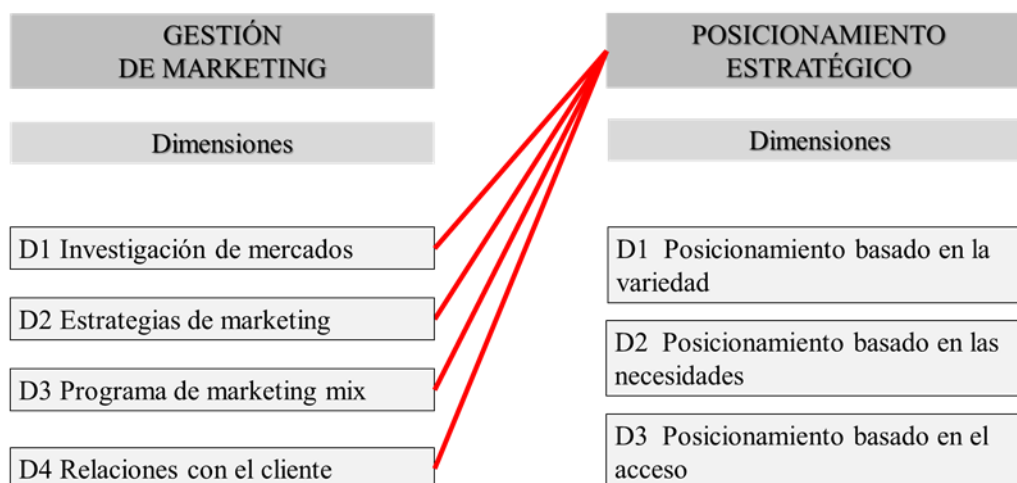 GESTIÓN
DE MARKETING
Dimensiones
D1 Investigación de mercados
D2 Estrategias de marketing
D3 Programa de marketing mix
D4 Relaciones con el cliente
POSICIONAMIENTO
ESTRATÉGICO
Dimensiones
D1 Posicionamiento basado en la
variedad
D2 Posicionamiento basado en las
necesidades
D3 Posicionamiento basado en el
acceso